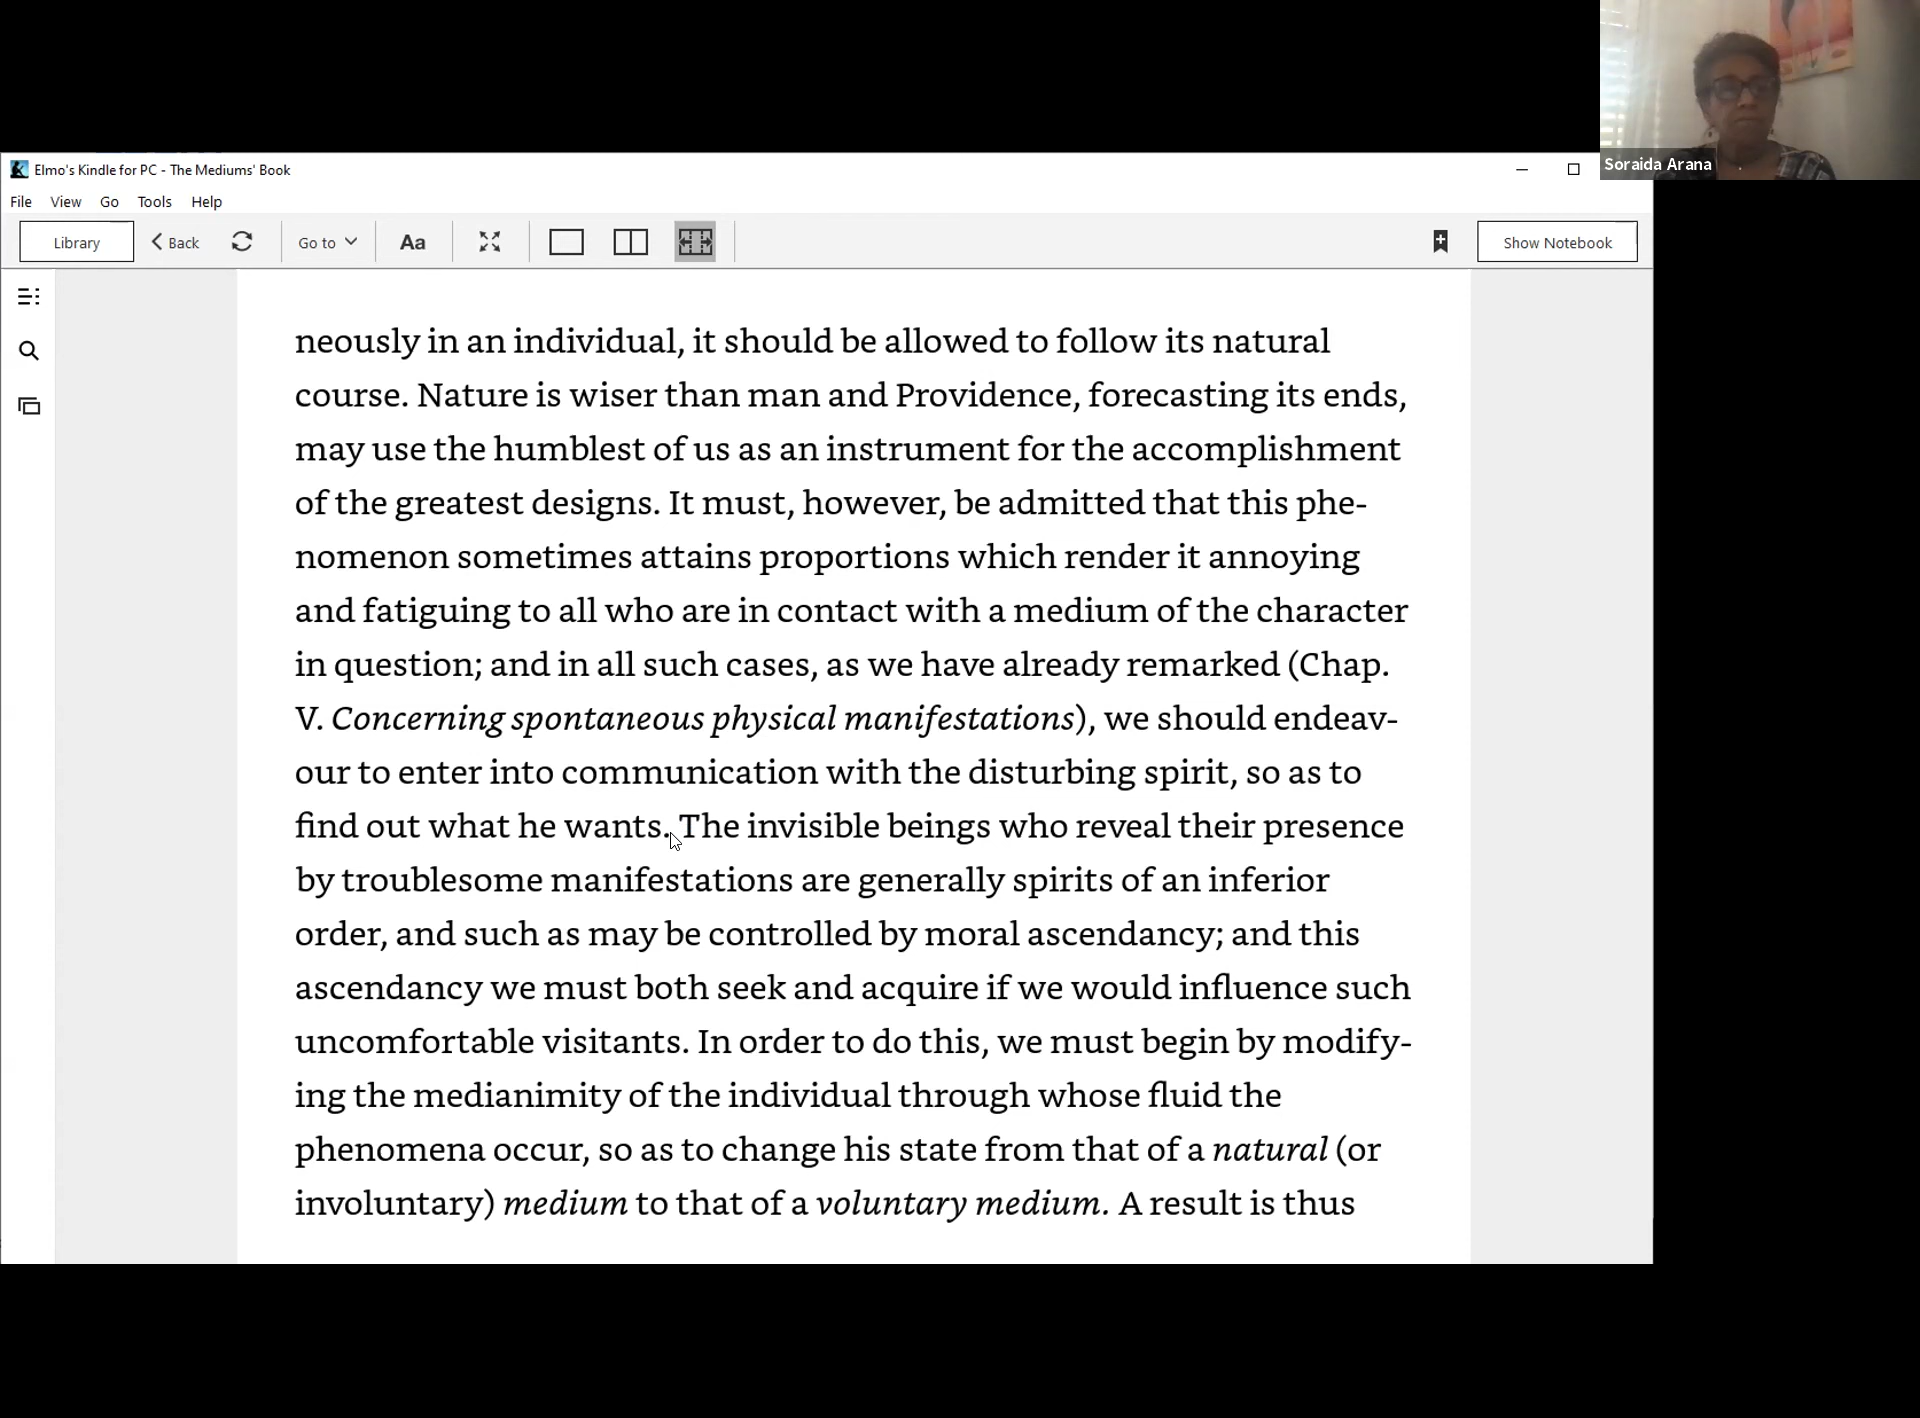 Soraida Arana
Elmo's Kindle for PC - The Mediums' Book
File View Go Tools Help
Library Back Go to Aa Show Notebook
neously in an individual, it should be allowed to follow its natural
course. Nature is wiser than man and Providence, forecasting its ends,
may use the humblest of us as an instrument for the accomplishment
of the greatest designs. It must, however, be admitted that this phe-
nomenon sometimes attains proportions which render it annoying
and fatiguing to all who are in contact with a medium of the character
in question; and in all such cases, as we have already remarked (Chap.
V. Concerning spontaneous physical manifestations), we should endeav-
our to enter into communication with the disturbing spirit, so as to
find out what he wants. The invisible beings who reveal their presence
by troublesome manifestations are generally spirits of an inferior
order, and such as may be controlled by moral ascendancy; and this
ascendancy we must both seek and acquire if we would influence such
uncomfortable visitants. In order to do this, we must begin by modify-
ing the medianimity of the individual through whose fluid the
phenomena occur, so as to change his state from that of a natural (or
involuntary) medium to that of a voluntary medium. A result is thus